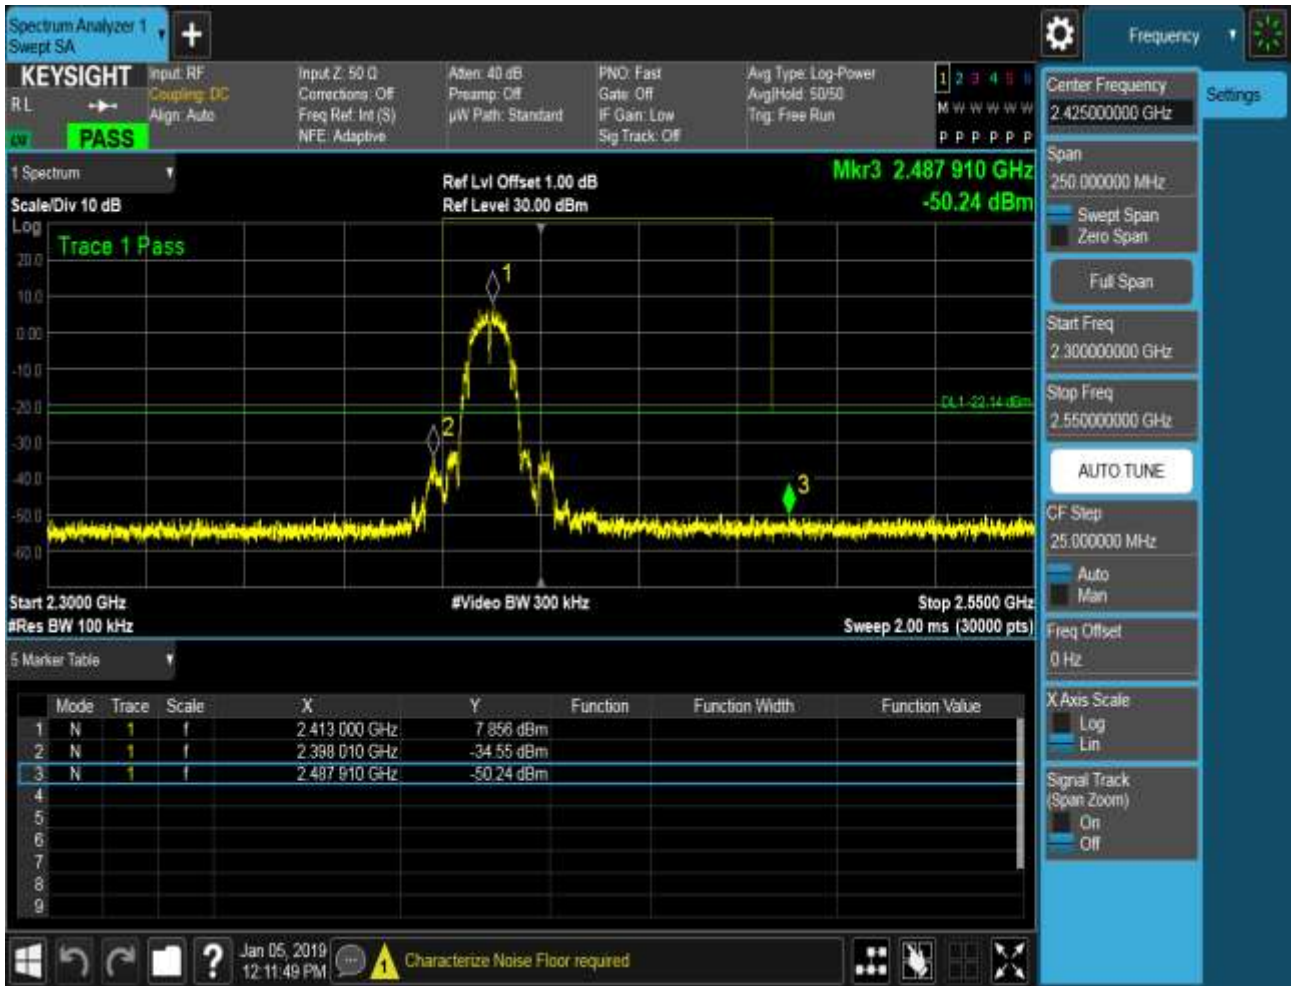 Spectrum Analyzer 1
Swept SA
+
Frequency
KEYSIGHT
RL
PASS
Input: RF
Coupling: DC
Align: Auto
Input Z: 50 Ω
Corrections: Off
Freq Ref: Int (S)
NFE: Adaptive
Atten: 40 dB
Preamp: Off
µW Path: Standard
PNO: Fast
Gate: Off
IF Gain: Low
Sig Track: Off
Avg Type: Log-Power
Avg|Hold: 50/50
Trig: Free Run
1 2 3 4 5 6
M W W W W W
P P P P P P
1 Spectrum
Scale/Div 10 dB
Log
Ref Lvl Offset 1.00 dB
Ref Level 30.00 dBm
Mkr3 2.487 910 GHz
-50.24 dBm
Trace 1 Pass
20.0
10.0
0.00
-10.0
-20.0
-30.0
-40.0
-50.0
-60.0
1
2
3
DL1 -22.14 dBm
Start 2.3000 GHz
#Res BW 100 kHz
#Video BW 300 kHz
Stop 2.5500 GHz
Sweep 2.00 ms (30000 pts)
5 Marker Table
Mode Trace Scale X Y Function Function Width Function Value
1 N 1 f 2.413 000 GHz 7.856 dBm
2 N 1 f 2.398 010 GHz -34.55 dBm
3 N 1 f 2.487 910 GHz -50.24 dBm
4
5
6
7
8
9
Center Frequency
2.425000000 GHz
Settings
Span
250.000000 MHz
Swept Span
Zero Span
Full Span
Start Freq
2.300000000 GHz
Stop Freq
2.550000000 GHz
AUTO TUNE
CF Step
25.000000 MHz
Auto
Man
Freq Offset
0 Hz
X Axis Scale
Log
Lin
Signal Track
(Span Zoom)
On
Off
?
Jan 05, 2019
12:11:49 PM
1
Characterize Noise Floor required